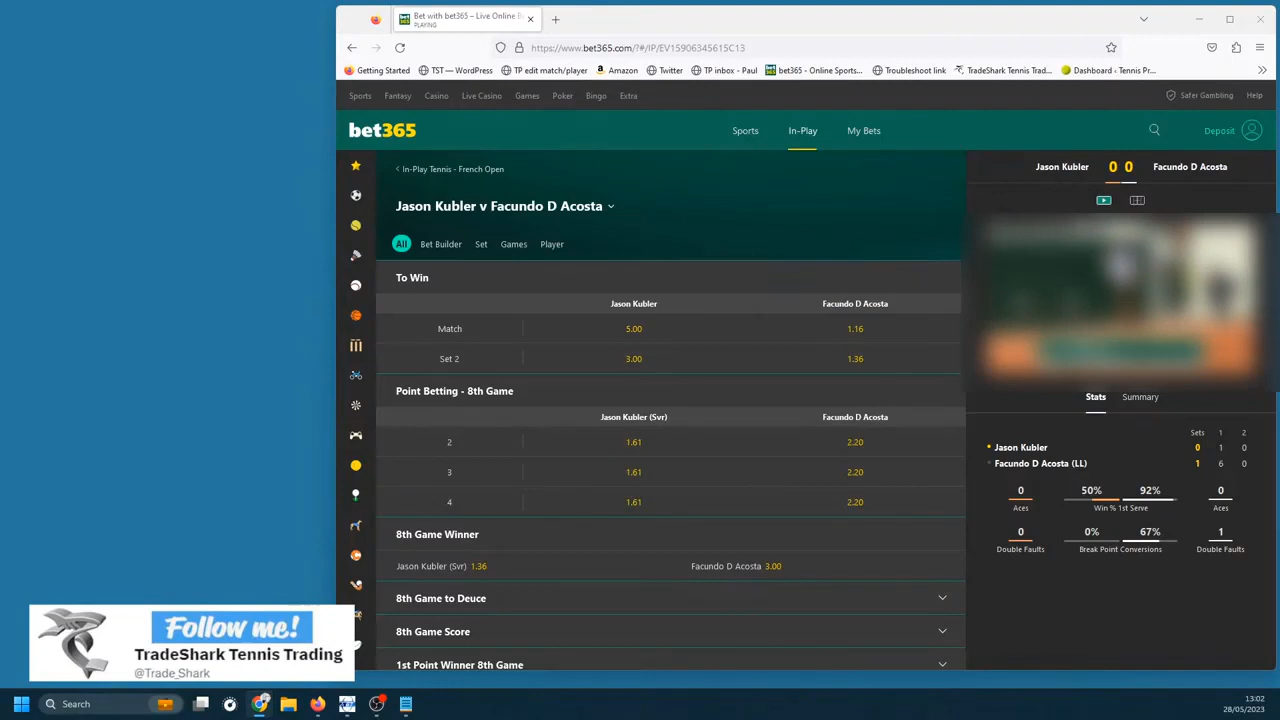 Bet with bet365 – Live Online B
PLAYING
https://www.bet365.com/?#/IP/EV15906345615C13
Getting Started
TST — WordPress
TP edit match/player
Amazon
Twitter
TP inbox - Paul
bet365 - Online Sports...
Troubleshoot link
TradeShark Tennis Trad...
Dashboard ‹ Tennis Pr...
Sports Fantasy Casino Live Casino Games Poker Bingo Extra
Safer Gambling Help
bet365
Sports In-Play My Bets
Deposit
In-Play Tennis - French Open
Jason Kubler v Facundo D Acosta
All Bet Builder Set Games Player
To Win
Jason Kubler Facundo D Acosta
Match 5.00 1.16
Set 2 3.00 1.36
Point Betting - 8th Game
Jason Kubler (Svr) Facundo D Acosta
2 1.61 2.20
3 1.61 2.20
4 1.61 2.20
8th Game Winner
Jason Kubler (Svr) 1.36 Facundo D Acosta 3.00
8th Game to Deuce
8th Game Score
1st Point Winner 8th Game
Jason Kubler 0 0 Facundo D Acosta
Stats Summary
Sets 1 2
Jason Kubler 0 1 0
Facundo D Acosta (LL) 1 6 0
0 50% 92% 0
Aces Win % 1st Serve Aces
0 0% 67% 1
Double Faults Break Point Conversions Double Faults
Follow me!
TradeShark Tennis Trading
@Trade_Shark
Search
13:02
28/05/2023